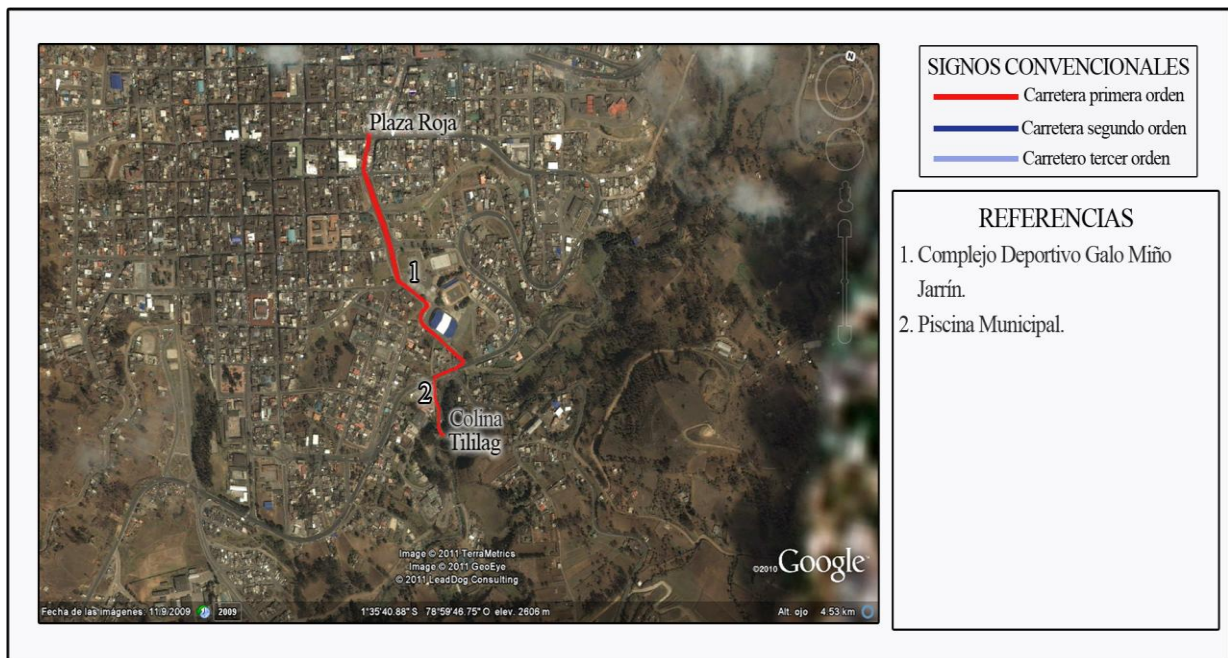 Plaza Roja
1
2
Colina
Tililag
Image © 2011 TerraMetrics
Image © 2011 GeoEye
© 2011 LeadDog Consulting
©2010 Google
Fecha de las imágenes: 11.9.2009
2009
1°35'40.88" S 78°59'46.75" O elev. 2606 m
Alt. ojo 4.53 km
N
SIGNOS CONVENCIONALES
Carretera primera orden
Carretera segundo orden
Carretero tercer orden
REFERENCIAS
1. Complejo Deportivo Galo Miño
Jarrín.
2. Piscina Municipal.